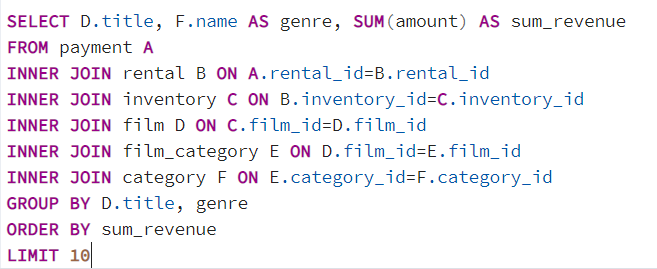 SELECT D.title, F.name AS genre, SUM(amount) AS sum_revenue
FROM payment A
INNER JOIN rental B ON A.rental_id=B.rental_id
INNER JOIN inventory C ON B.inventory_id=C.inventory_id
INNER JOIN film D ON C.film_id=D.film_id
INNER JOIN film_category E ON D.film_id=E.film_id
INNER JOIN category F ON E.category_id=F.category_id
GROUP BY D.title, genre
ORDER BY sum_revenue
LIMIT 10